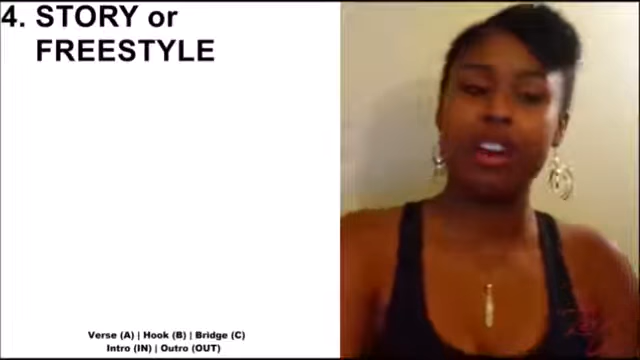 4. STORY or
FREESTYLE
Verse (A) | Hook (B) | Bridge (C)
Intro (IN) | Outro (OUT)